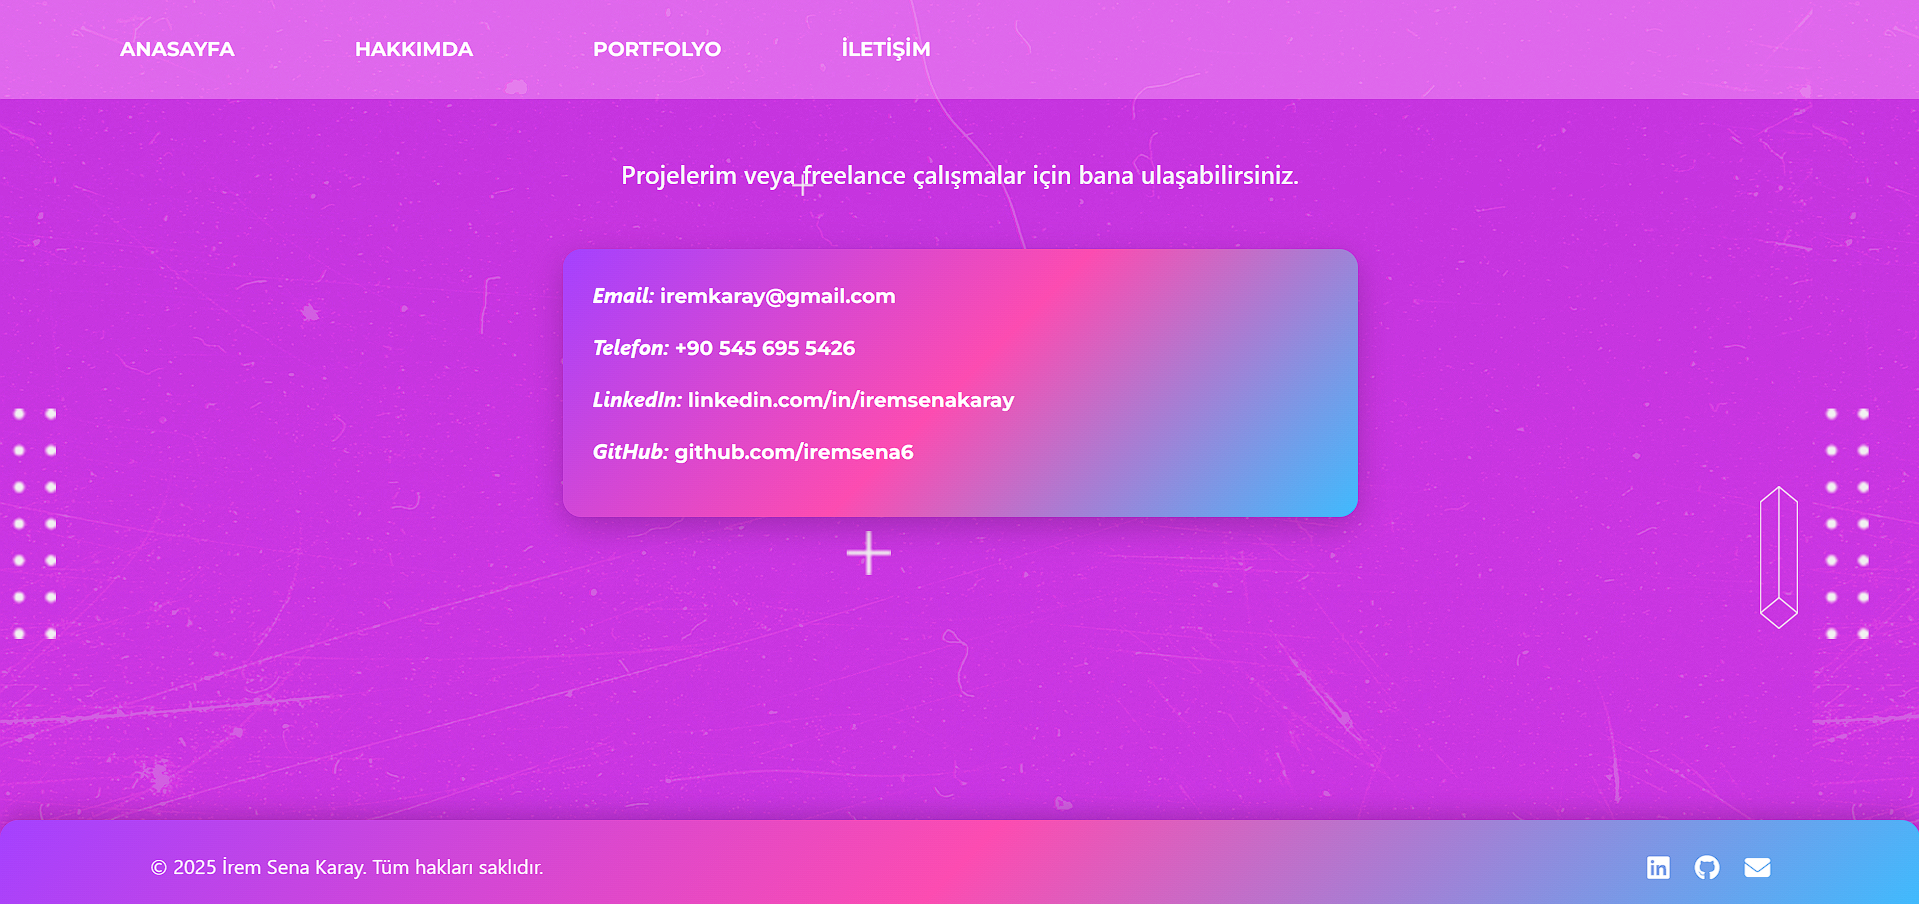 ANASAYFA HAKKIMDA PORTFOLYO İLETİŞİM
Projelerim veya freelance çalışmalar için bana ulaşabilirsiniz.
Email: iremkaray@gmail.com
Telefon: +90 545 695 5426
LinkedIn: linkedin.com/in/iremsenakaray
GitHub: github.com/iremsena6
© 2025 İrem Sena Karay. Tüm hakları saklıdır.